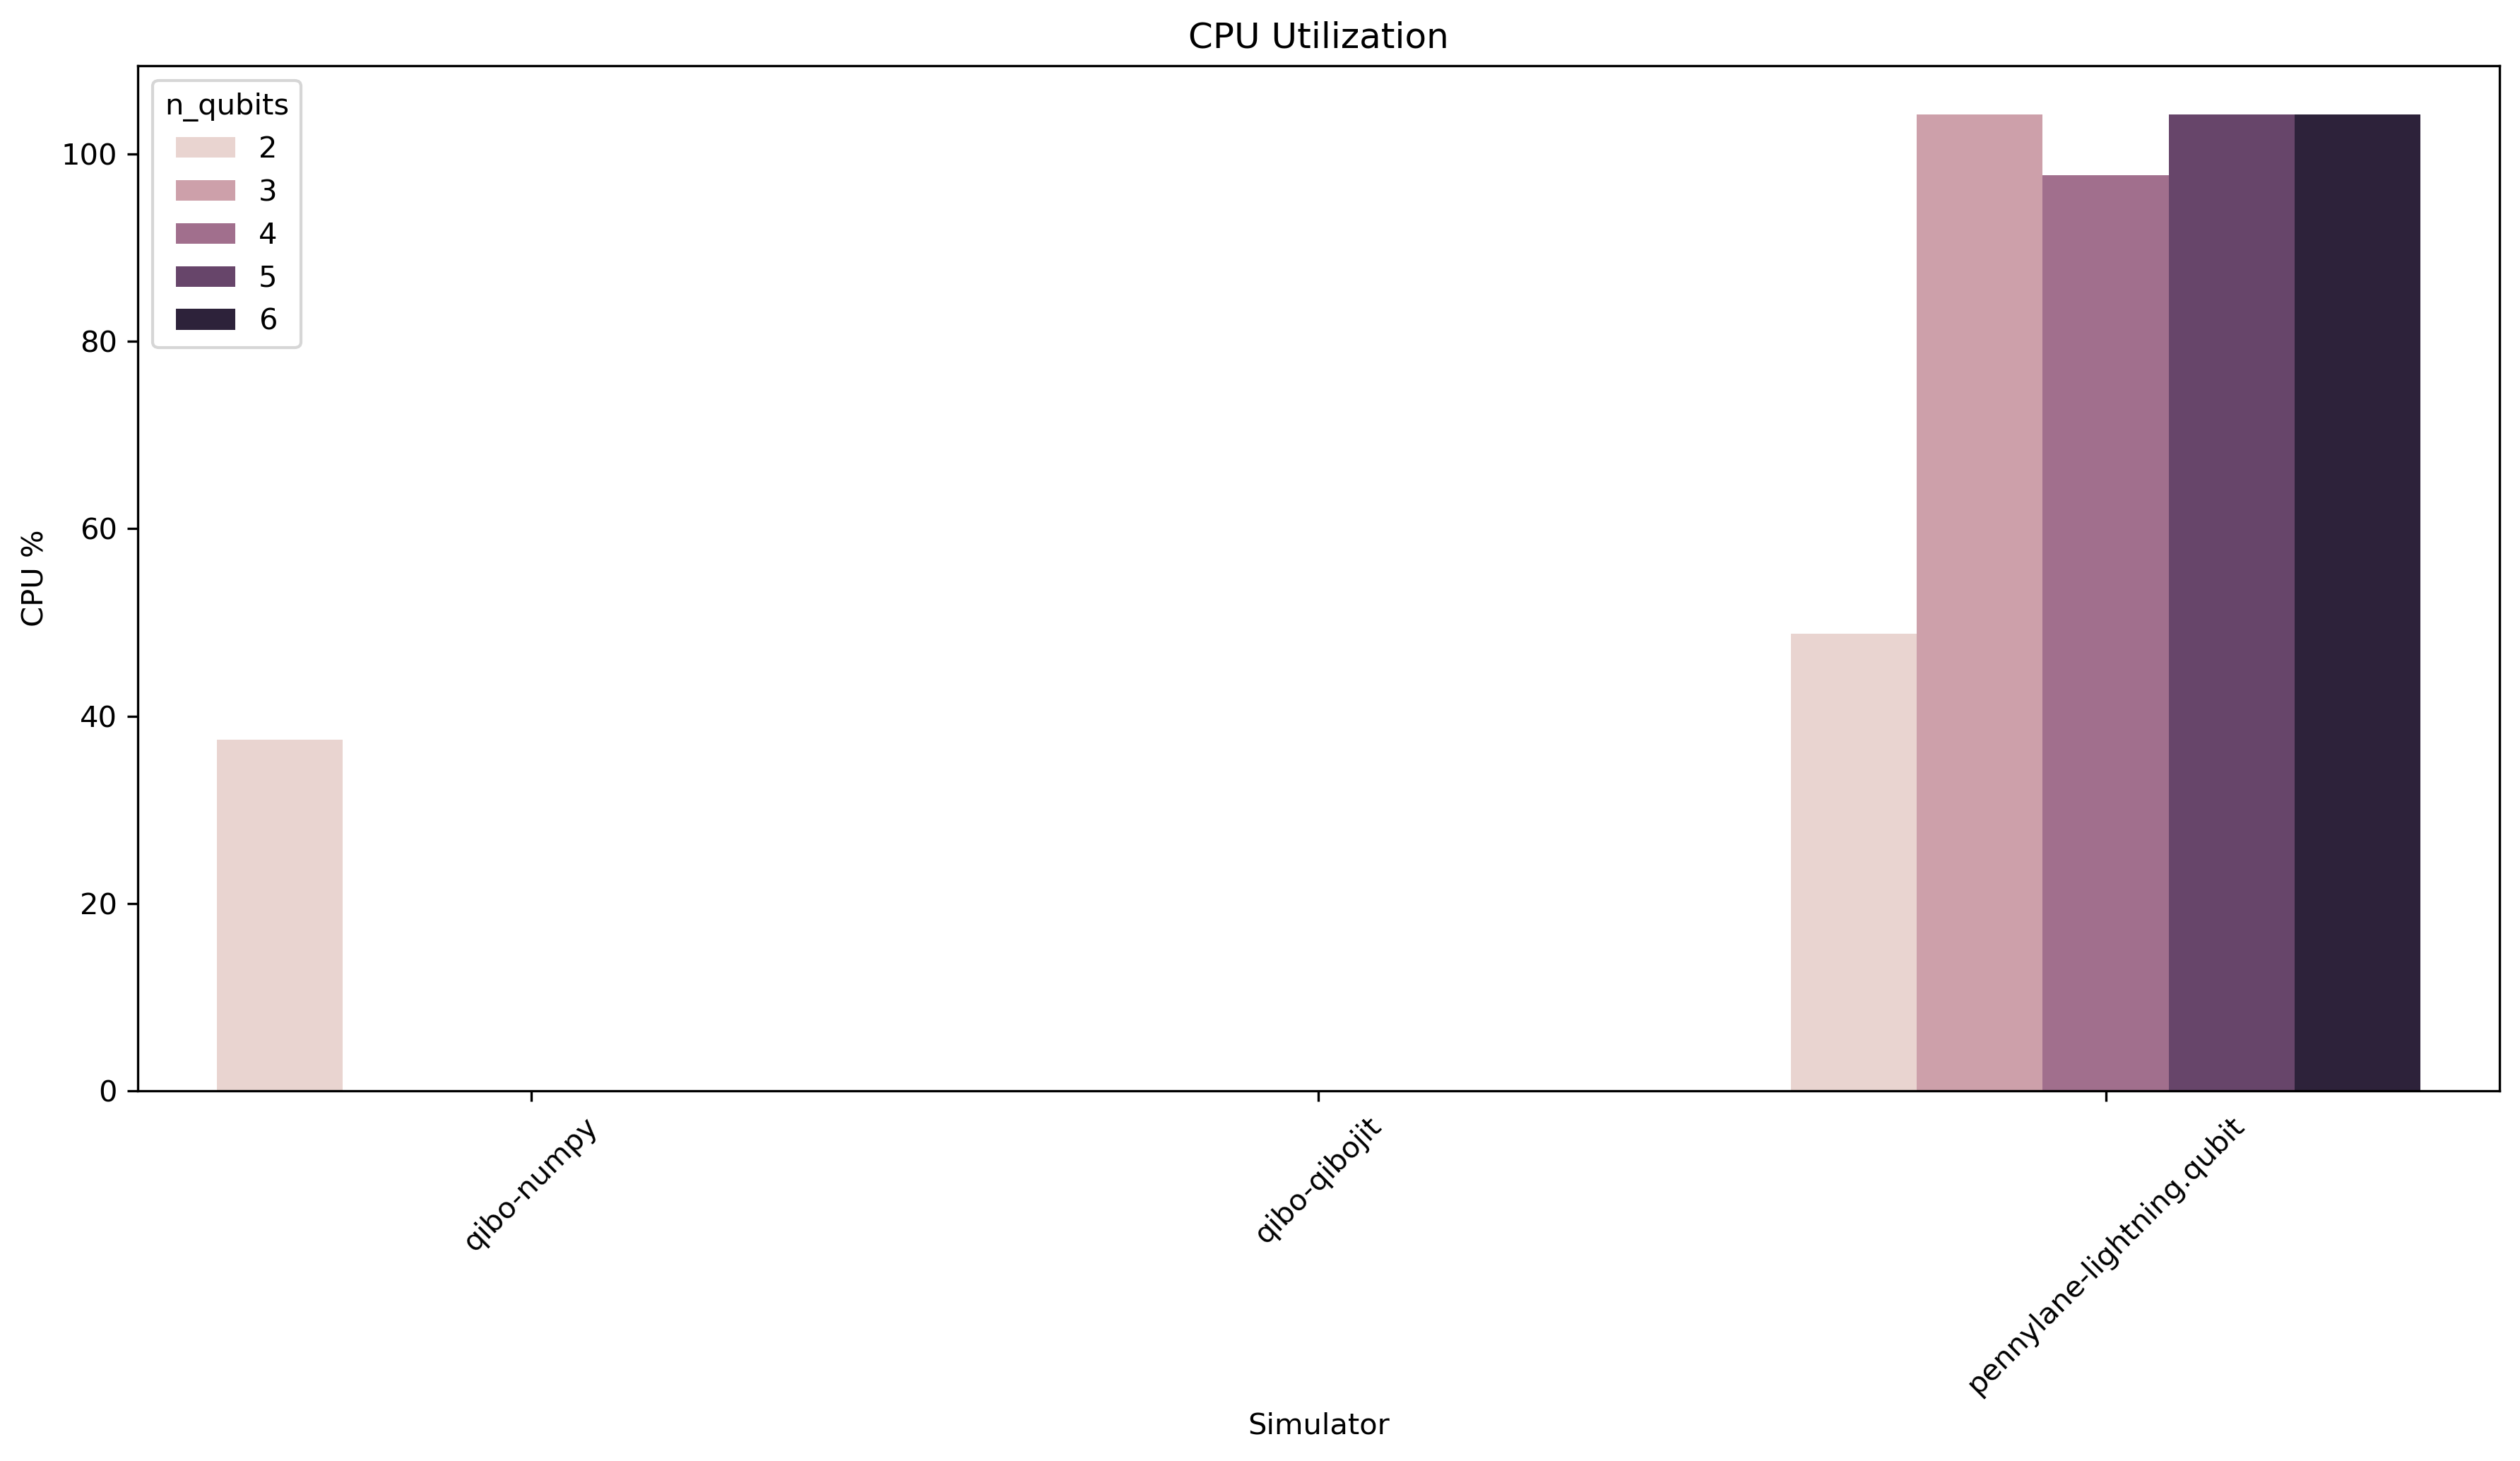 CPU Utilization
n_qubits
2
3
4
5
6
100
80
60
40
20
0
CPU %
qibo-numpy
qibo-qibojit
pennylane-lightning.qubit
Simulator